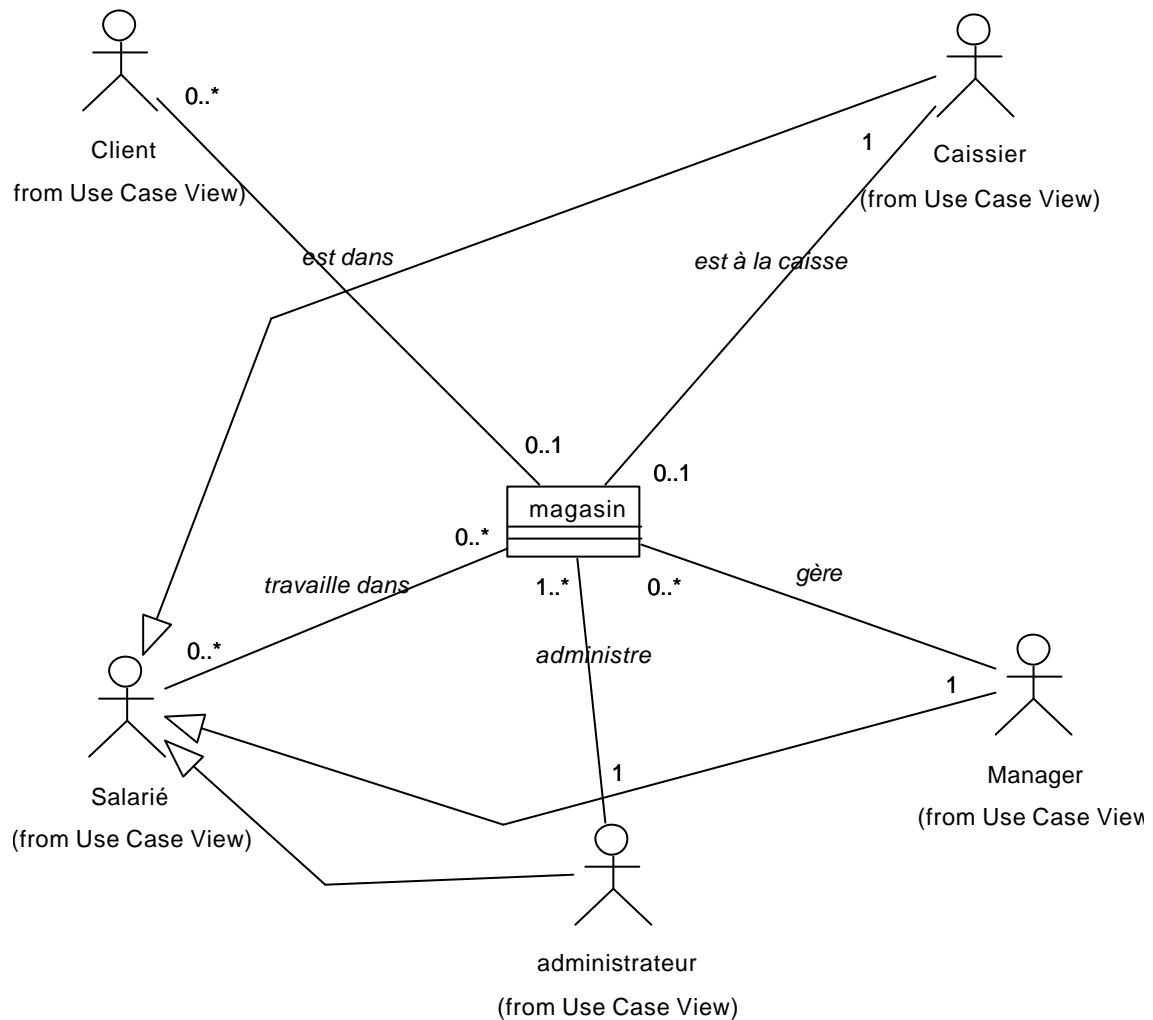 0..*
Client
from Use Case View)
1
Caissier
(from Use Case View)
est dans
est à la caisse
0..1
0..1
magasin
0..*
travaille dans
1..*
0..*
gère
0..*
administre
1
1
Salarié
(from Use Case View)
Manager
(from Use Case View
administrateur
(from Use Case View)